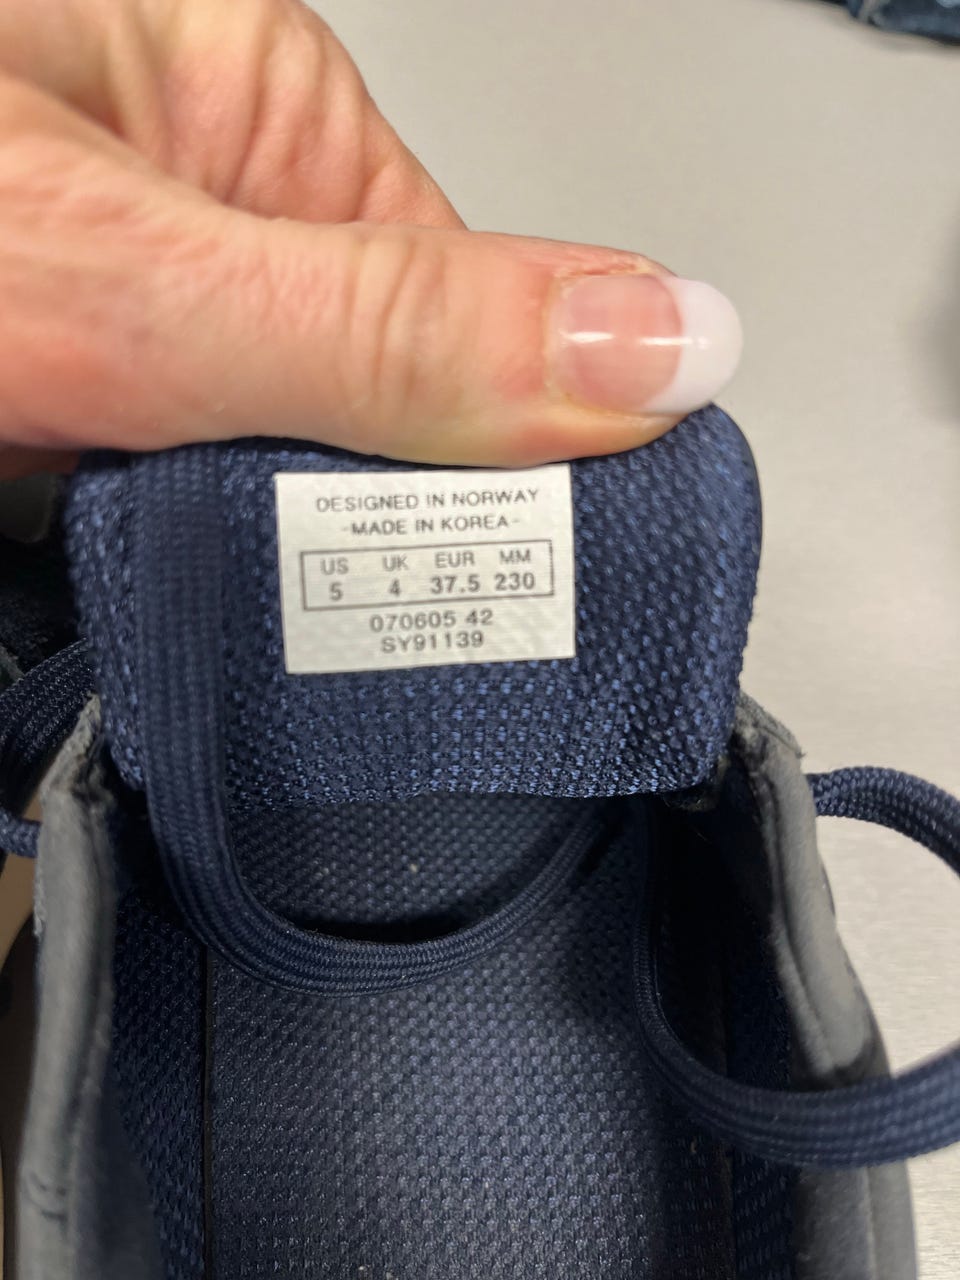 DESIGNED IN NORWAY
-MADE IN KOREA-
US UK EUR MM
5 4 37.5 230
070605 42
SY91139